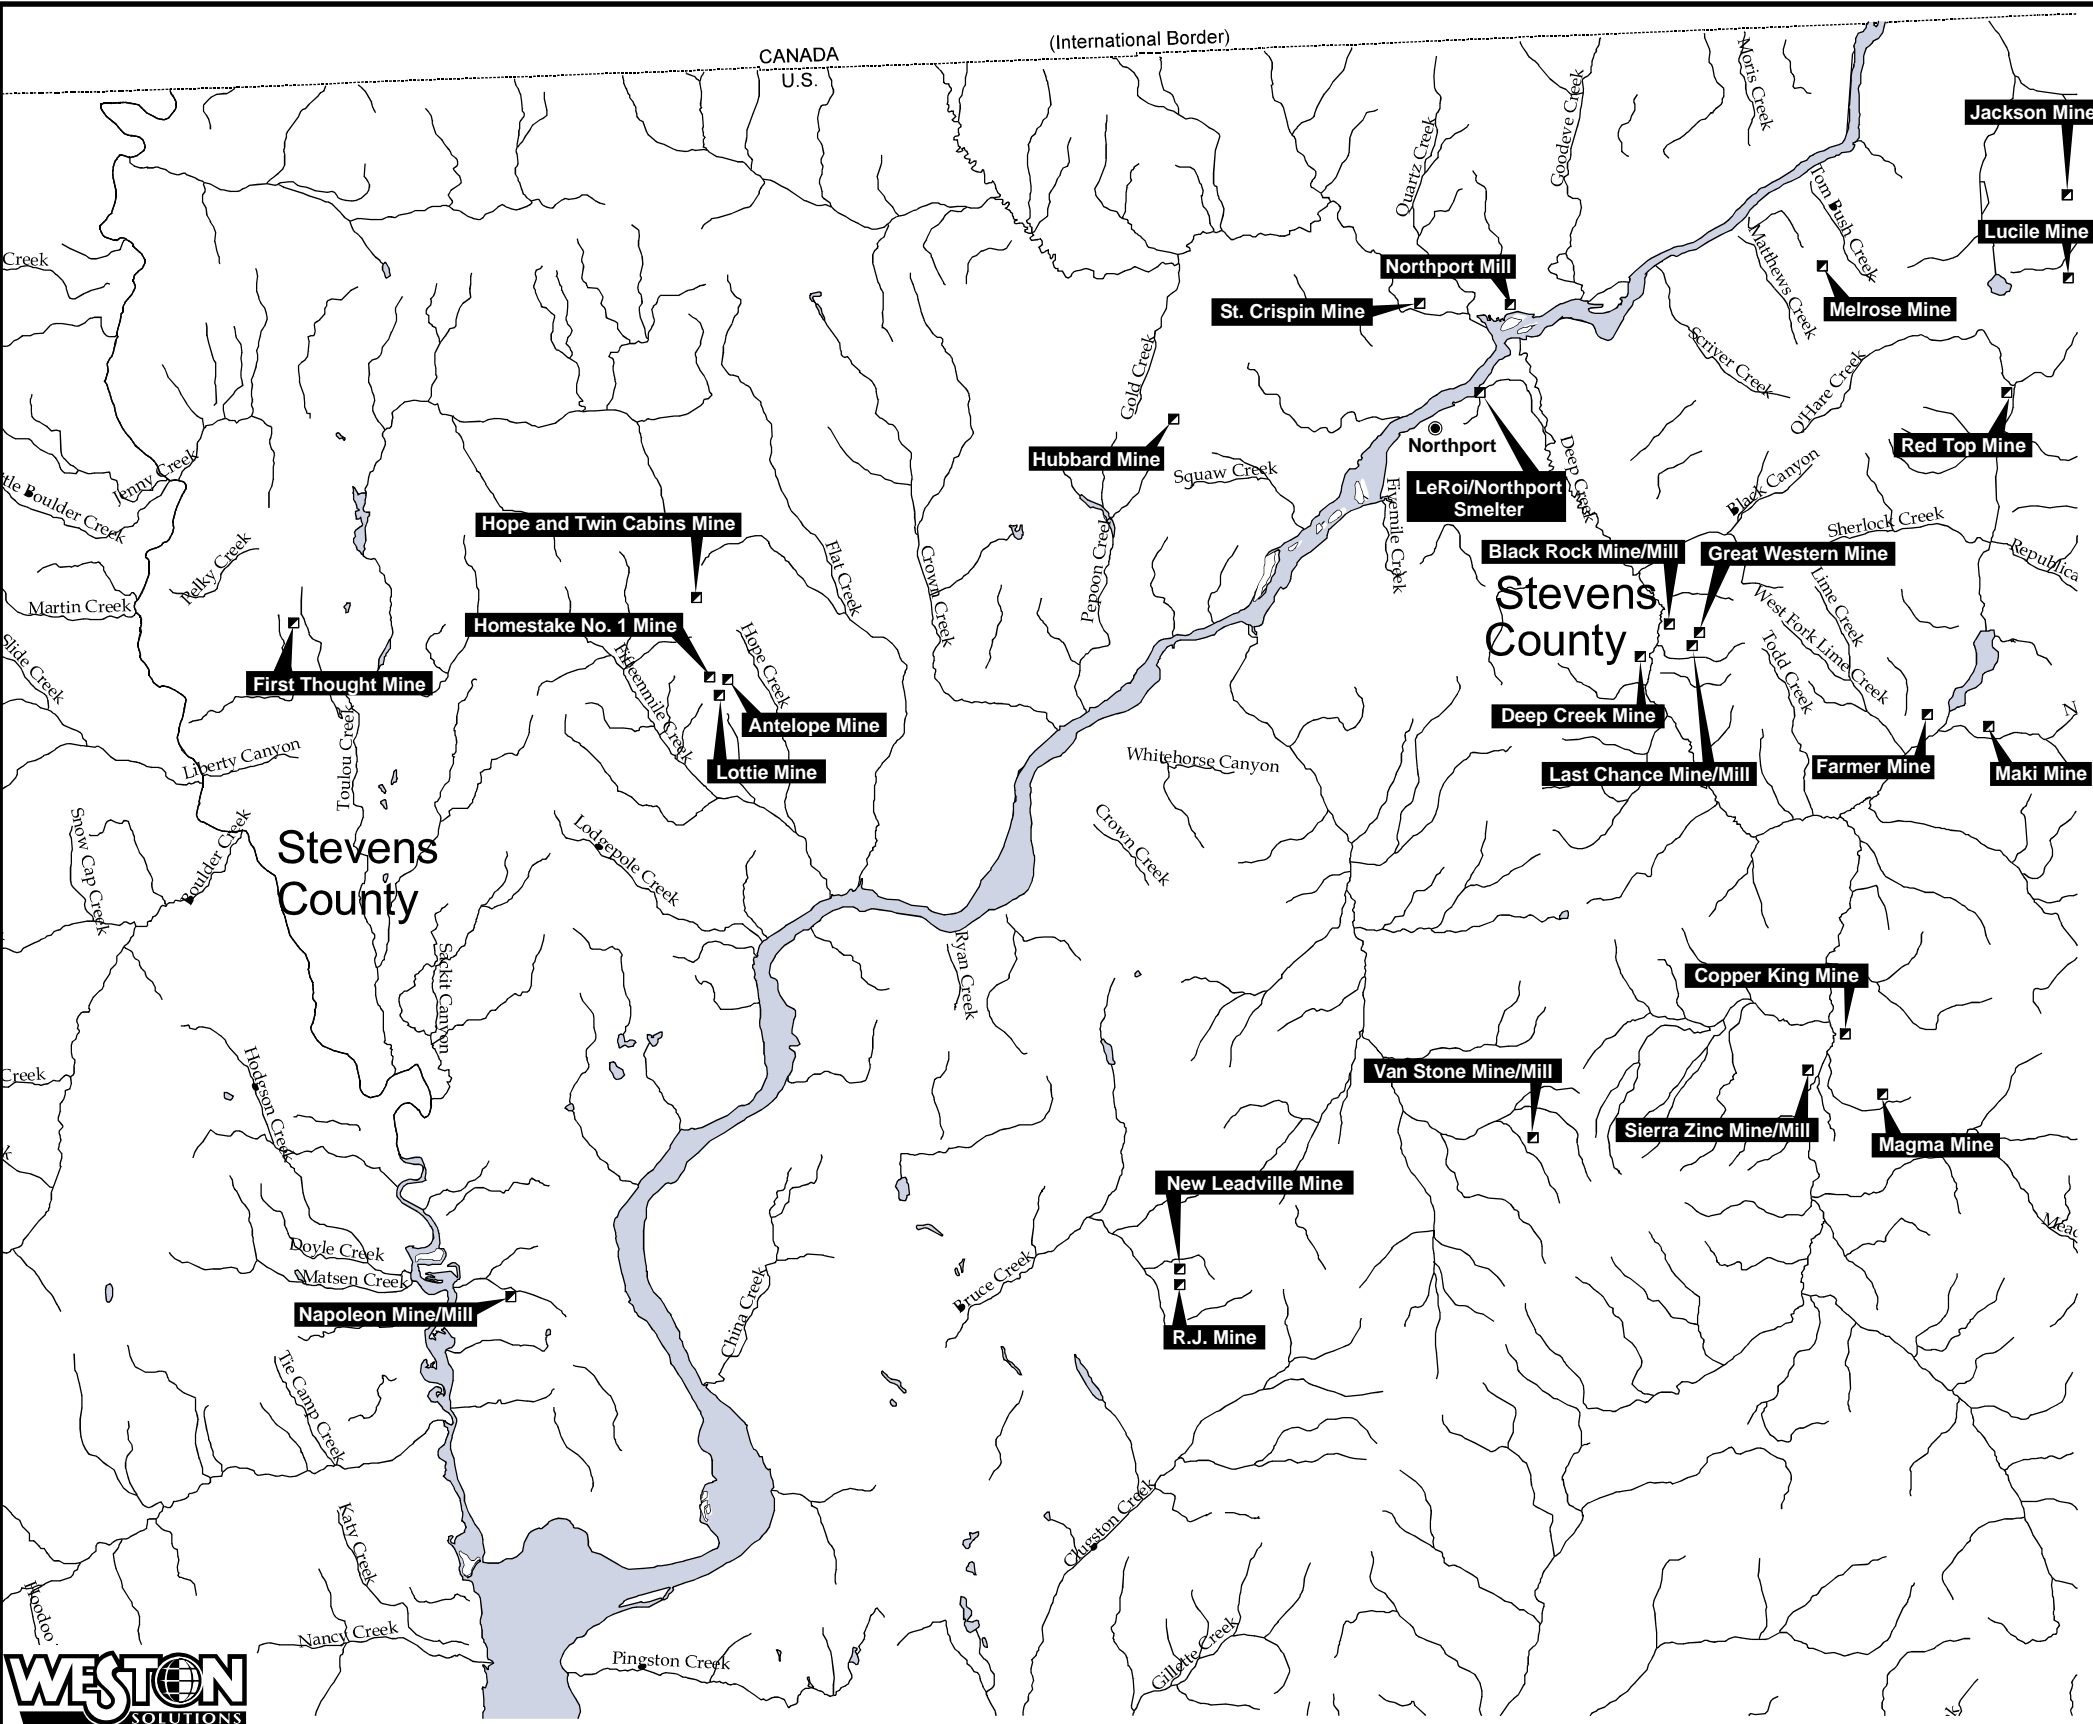 (International Border)
CANADA
U.S.
Moris Creek
Goodeve Creek
Quartz Creek
Jackson Mine
Tom Bush Creek
Lucile Mine
Matthews Creek
Northport Mill
St. Crispin Mine
Melrose Mine
Creek
Scriver Creek
O'Hare Creek
Gold Creek
Red Top Mine
Northport
Hubbard Mine
Squaw Creek
Deep Creek
Black Canyon
Jenny Creek
ttle Boulder Creek
LeRoi/Northport
Smelter
Fivemile Creek
Sherlock Creek
Hope and Twin Cabins Mine
Flat Creek
Crown Creek
Pepoon Creek
Black Rock Mine/Mill
Great Western Mine
Republica
Pelky Creek
Martin Creek
Stevens
County
Lime Creek
West Fork Lime Creek
Todd Creek
Homestake No. 1 Mine
Hope Creek
Fifteenmile Creek
Slide Creek
First Thought Mine
Antelope Mine
Deep Creek Mine
Toulou Creek
Liberty Canyon
Lottie Mine
Whitehorse Canyon
Last Chance Mine/Mill
Farmer Mine
Maki Mine
N
Snow Cap Creek
Boulder Creek
Stevens
County
Lodgepole Creek
Crown Creek
Sackit Canyon
Ryan Creek
Copper King Mine
Hodgson Creek
Creek
Van Stone Mine/Mill
Sierra Zinc Mine/Mill
Magma Mine
k
New Leadville Mine
Mead
Doyle Creek
Matsen Creek
Bruce Creek
China Creek
Napoleon Mine/Mill
R.J. Mine
Tie Camp Creek
Katy Creek
Clugston Creek
Hoodoo
Nancy Creek
Pingston Creek
Gillette Creek
WESTON
SOLUTIONS
k